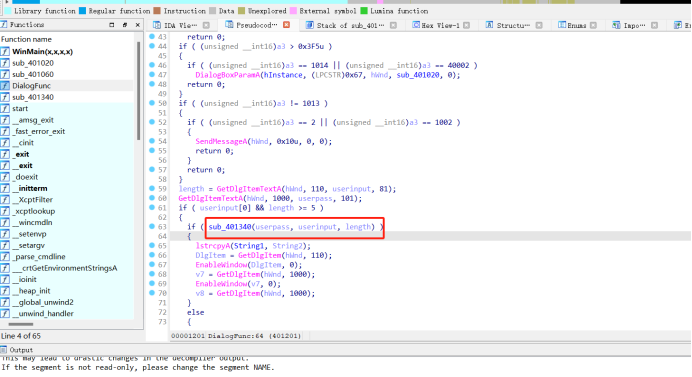 Library function Regular function Instruction Data Unexplored External symbol Lumina function
Functions
Function name
WinMain(x,x,x,x)
sub_401020
sub_401060
DialogFunc
sub_401340
start
__amsg_exit
_fast_error_exit
__cinit
_exit
__exit
_doexit
__initterm
__XcptFilter
_xcptlookup
__wincmdln
__setenvp
__setargv
_parse_cmdline
___crtGetEnvironmentStringsA
__ioinit
__heap_init
__global_unwind2
__unwind_handler
Line 4 of 65
IDA Vie··· Pseudocod··· Stack of sub_401··· Hex View-1 Structu··· Enums Impo···
43 return 0;
44 if ( (unsigned __int16)a3 > 0x3F5u )
45 {
46 if ( (unsigned __int16)a3 == 1014 || (unsigned __int16)a3 == 40002 )
47 DialogBoxParamA(hInstance, (LPCSTR)0x67, hWnd, sub_401020, 0);
48 return 0;
49 }
50 if ( (unsigned __int16)a3 != 1013 )
51 {
52 if ( (unsigned __int16)a3 == 2 || (unsigned __int16)a3 == 1002 )
53 {
54 SendMessageA(hWnd, 0x10u, 0, 0);
55 return 0;
56 }
57 return 0;
58 }
59 length = GetDlgItemTextA(hWnd, 110, userinput, 81);
60 GetDlgItemTextA(hWnd, 1000, userpass, 101);
61 if ( userinput[0] && length >= 5 )
62 {
63 if ( sub_401340(userpass, userinput, length) )
64 {
65 lstrcpyA(String1, String2);
66 DlgItem = GetDlgItem(hWnd, 110);
67 EnableWindow(DlgItem, 0);
68 v7 = GetDlgItem(hWnd, 1000);
69 EnableWindow(v7, 0);
70 v8 = GetDlgItem(hWnd, 1000);
71 }
72 else
73 {
00001201 DialogFunc:64 (401201)
Output
This may lead to drastic changes in the decompiler output.
If the segment is not read-only, please change the segment NAME.